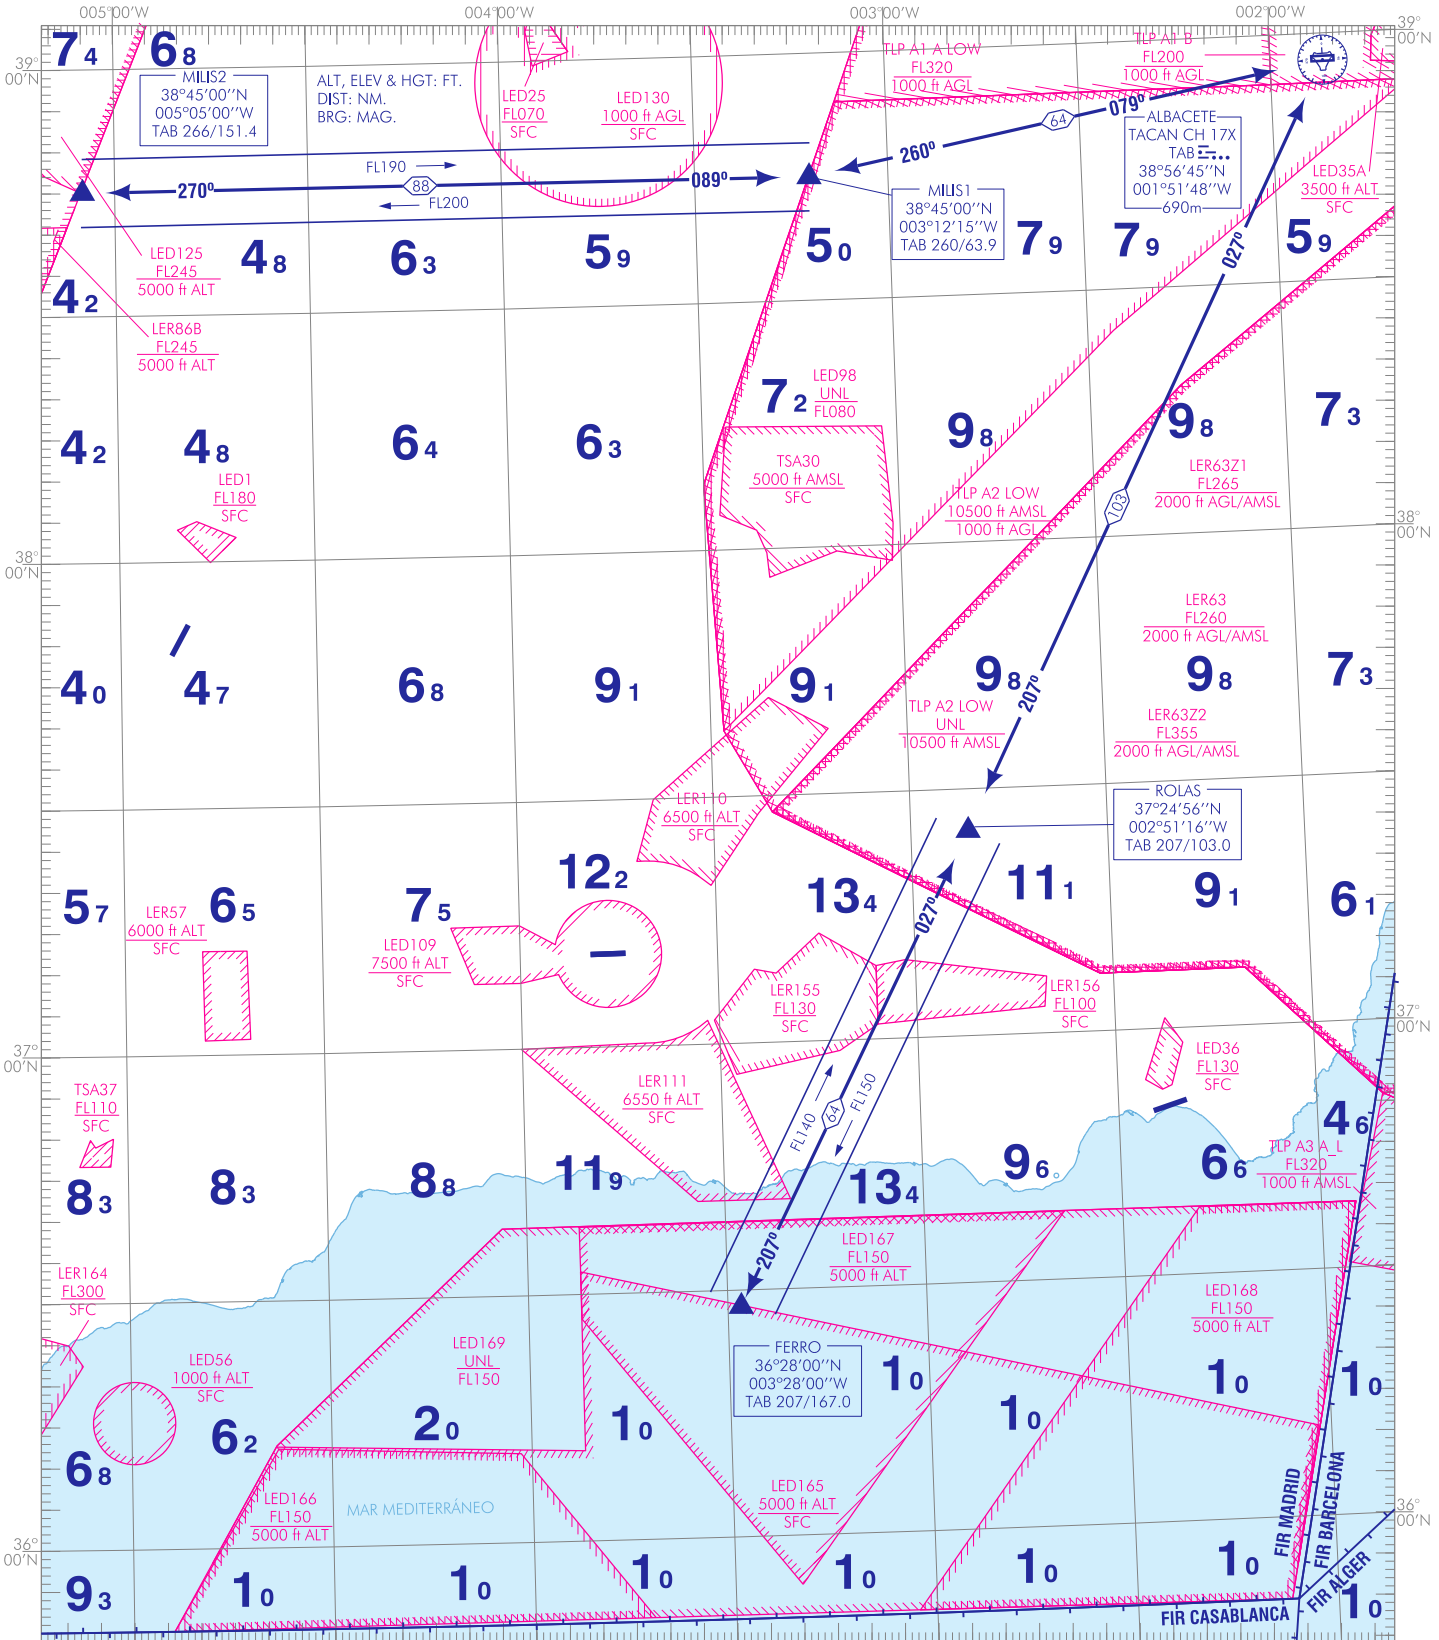 005°00'W
004°00'W
003°00'W
002°00'W
39°
00'N
39°
00'N
7 4
6 8
MILIS2
38°45'00''N
005°05'00''W
TAB 266/151.4
ALT, ELEV & HGT: FT.
DIST: NM.
BRG: MAG.
LED25
FL070
SFC
LED130
1000 ft AGL
SFC
TLP A1 A LOW
FL320
1000 ft AGL
TLP A1 B
FL200
1000 ft AGL
079º
64
260º
ALBACETE
TACAN CH 17X
TAB
38°56'45''N
001°51'48''W
690m
LED35A
3500 ft ALT
SFC
FL190
270º
88
089º
FL200
MILIS1
38°45'00''N
003°12'15''W
TAB 260/63.9
027º
LED125
FL245
5000 ft ALT
4 8
6 3
5 9
5 0
7 9
7 9
5 9
4 2
LER86B
FL245
5000 ft ALT
7 2
LED98
UNL
FL080
4 2
4 8
6 4
6 3
9 8
9 8
7 3
LED1
FL180
SFC
TSA30
5000 ft AMSL
SFC
TLP A2 LOW
10500 ft AMSL
1000 ft AGL
103
LER63Z1
FL265
2000 ft AGL/AMSL
38°
00'N
38°
00'N
LER63
FL260
2000 ft AGL/AMSL
4 0
4 7
6 8
9 1
9 1
9 8
9 8
7 3
207º
TLP A2 LOW
UNL
10500 ft AMSL
LER63Z2
FL355
2000 ft AGL/AMSL
LER110
6500 ft ALT
SFC
ROLAS
37°24'56''N
002°51'16''W
TAB 207/103.0
5 7
6 5
7 5
12 2
13 4
11 1
9 1
6 1
027º
LER57
6000 ft ALT
SFC
LED109
7500 ft ALT
SFC
LER155
FL130
SFC
LER156
FL100
SFC
37°
00'N
37°
00'N
LED36
FL130
SFC
TSA37
FL110
SFC
LER111
6550 ft ALT
SFC
FL140
64
FL150
4 6
TLP A3 A_L
FL320
1000 ft AMSL
8 3
8 3
8 8
11 9
13 4
9 6
6 6
207º
LED167
FL150
5000 ft ALT
LER164
FL300
SFC
LED168
FL150
5000 ft ALT
LED56
1000 ft ALT
SFC
LED169
UNL
FL150
FERRO
36°28'00''N
003°28'00''W
TAB 207/167.0
6 8
6 2
2 0
1 0
1 0
1 0
1 0
1 0
LED166
FL150
5000 ft ALT
MAR MEDITERRÁNEO
LED165
5000 ft ALT
SFC
FIR MADRID
FIR BARCELONA
36°
00'N
36°
00'N
9 3
1 0
1 0
1 0
1 0
1 0
1 0
1 0
FIR ALGER
FIR CASABLANCA